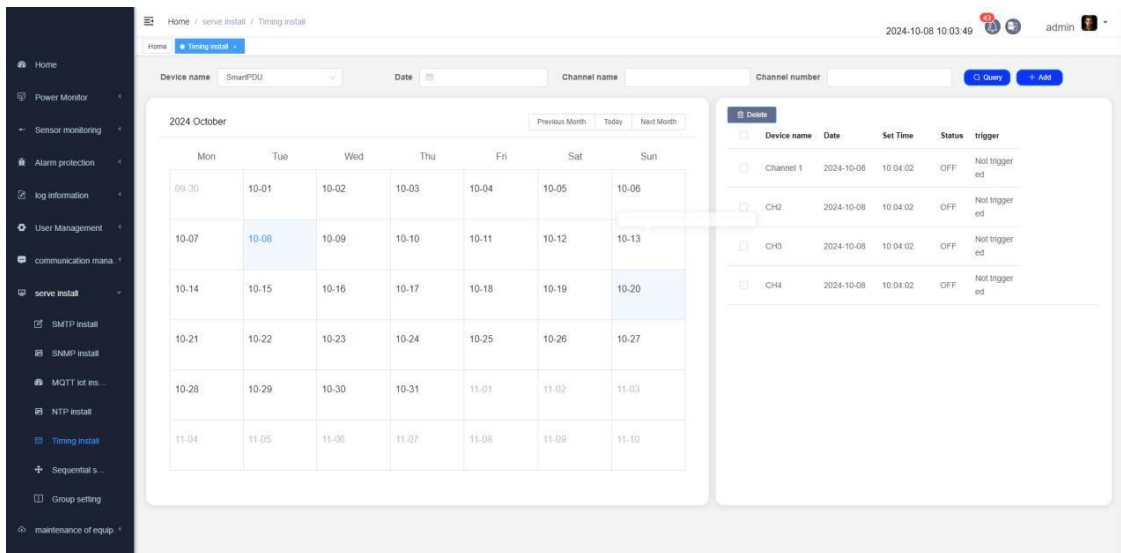 Home / serve install / Timing install
2024-10-08 10:03:49
43
admin
Home
Timing install ×
Home
Power Monitor
Sensor monitoring
Alarm protection
log information
User Management
communication mana..
serve install
SMTP install
SNMP install
MQTT iot ins...
NTP install
Timing install
Sequential s...
Group setting
maintenance of equip.
Device name SmartPDU Date Channel name Channel number Query + Add
2024 October Previous Month Today Next Month
Mon Tue Wed Thu Fri Sat Sun
09-30 10-01 10-02 10-03 10-04 10-05 10-06
10-07 10-08 10-09 10-10 10-11 10-12 10-13
10-14 10-15 10-16 10-17 10-18 10-19 10-20
10-21 10-22 10-23 10-24 10-25 10-26 10-27
10-28 10-29 10-30 10-31 11-01 11-02 11-03
11-04 11-05 11-06 11-07 11-08 11-09 11-10
Delete
Device name Date Set Time Status trigger
Channel 1 2024-10-08 10:04:02 OFF Not trigger
ed
CH2 2024-10-08 10:04:02 OFF Not trigger
ed
CH3 2024-10-08 10:04:02 OFF Not trigger
ed
CH4 2024-10-08 10:04:02 OFF Not trigger
ed